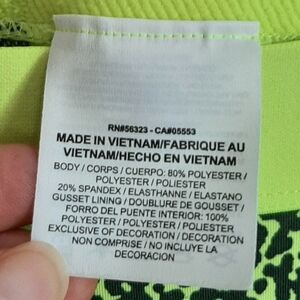 RN#56323 - CA#05553
MADE IN VIETNAM/FABRIQUE AU
VIETNAM/HECHO EN VIETNAM
BODY / CORPS / CUERPO: 80% POLYESTER /
POLYESTER / POLIESTER
20% SPANDEX / ELASTHANNE / ELASTANO
GUSSET LINING / DOUBLURE DE GOUSSET /
FORRO DEL PUENTE INTERIOR: 100%
POLYESTER / POLYESTER / POLIESTER
EXCLUSIVE OF DECORATION / DECORATION
NON COMPRISE / NO INCLUYE LA
DECORACION